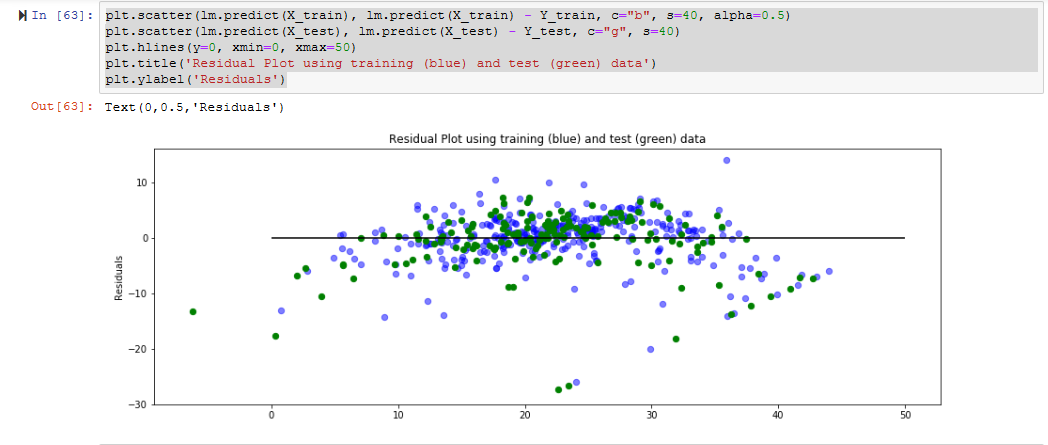 In [63]:
plt.scatter(lm.predict(X_train), lm.predict(X_train) - Y_train, c="b", s=40, alpha=0.5)
plt.scatter(lm.predict(X_test), lm.predict(X_test) - Y_test, c="g", s=40)
plt.hlines(y=0, xmin=0, xmax=50)
plt.title('Residual Plot using training (blue) and test (green) data')
plt.ylabel('Residuals')
Out[63]: Text(0,0.5,'Residuals')
Residual Plot using training (blue) and test (green) data
Residuals
10
0
−10
−20
−30
0 10 20 30 40 50